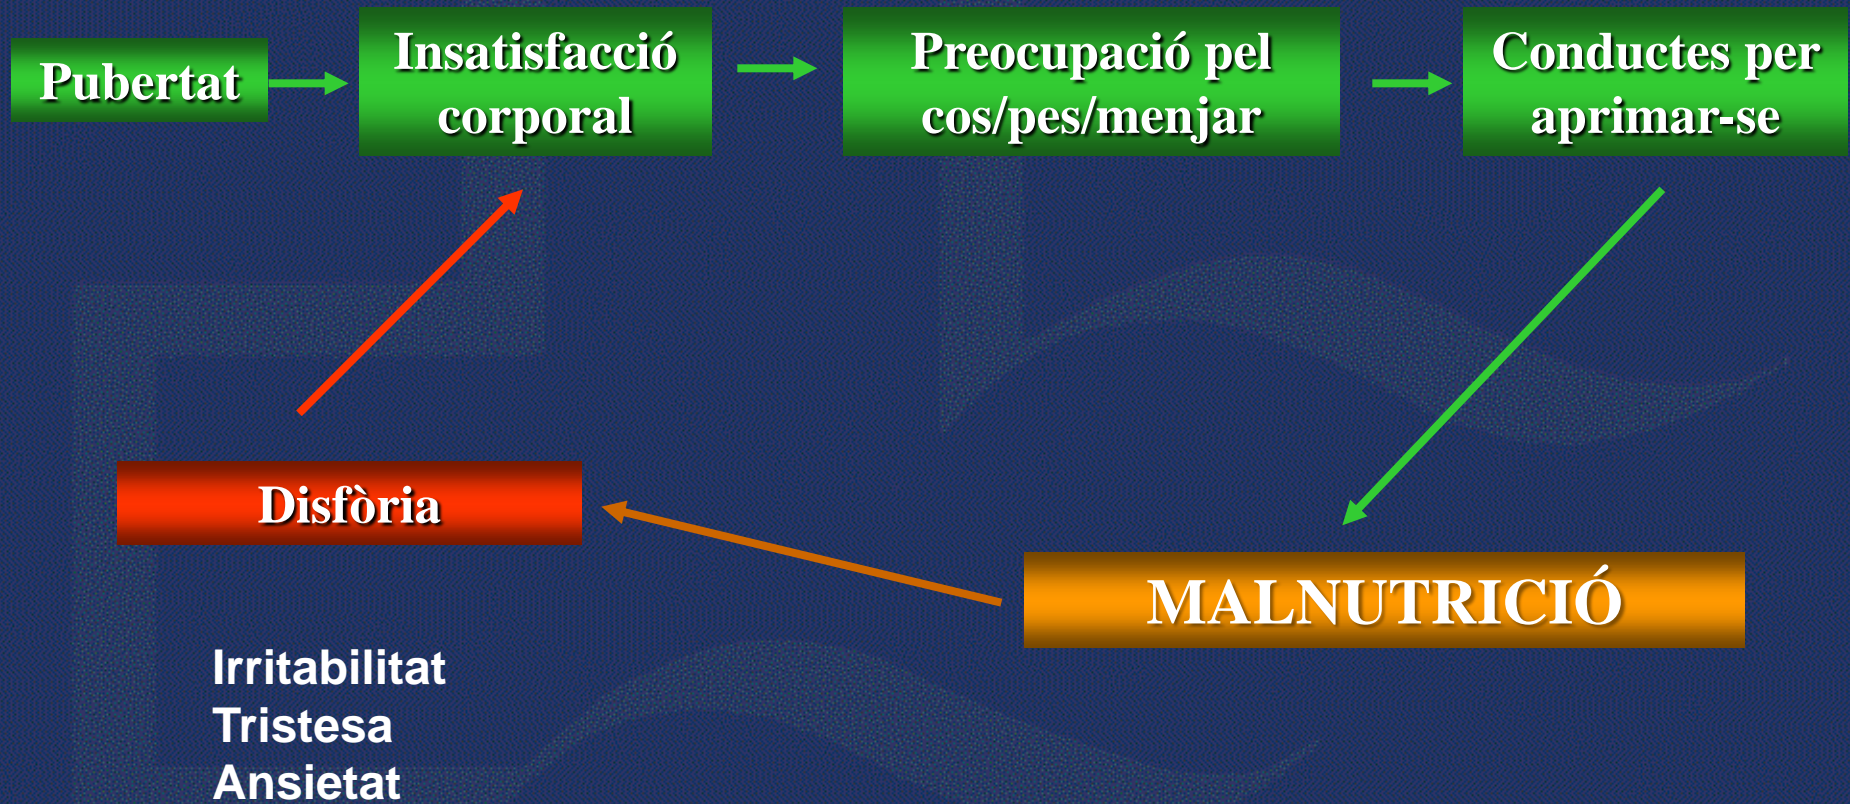 Pubertat
Insatisfacció
corporal
Preocupació pel
cos/pes/menjar
Conductes per
aprimar-se
Disfòria
MALNUTRICIÓ
Irritabilitat
Tristesa
Ansietat